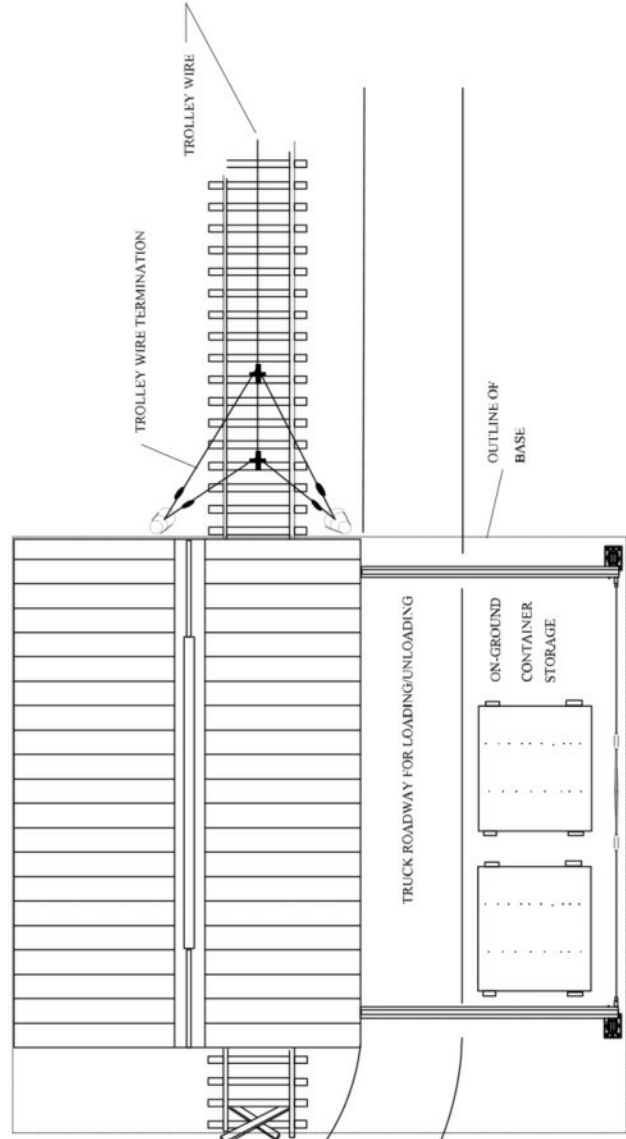 TROLLEY WIRE
TROLLEY WIRE TERMINATION
OUTLINE OF
BASE
TRUCK ROADWAY FOR LOADING/UNLOADING
ON-GROUND
CONTAINER
STORAGE